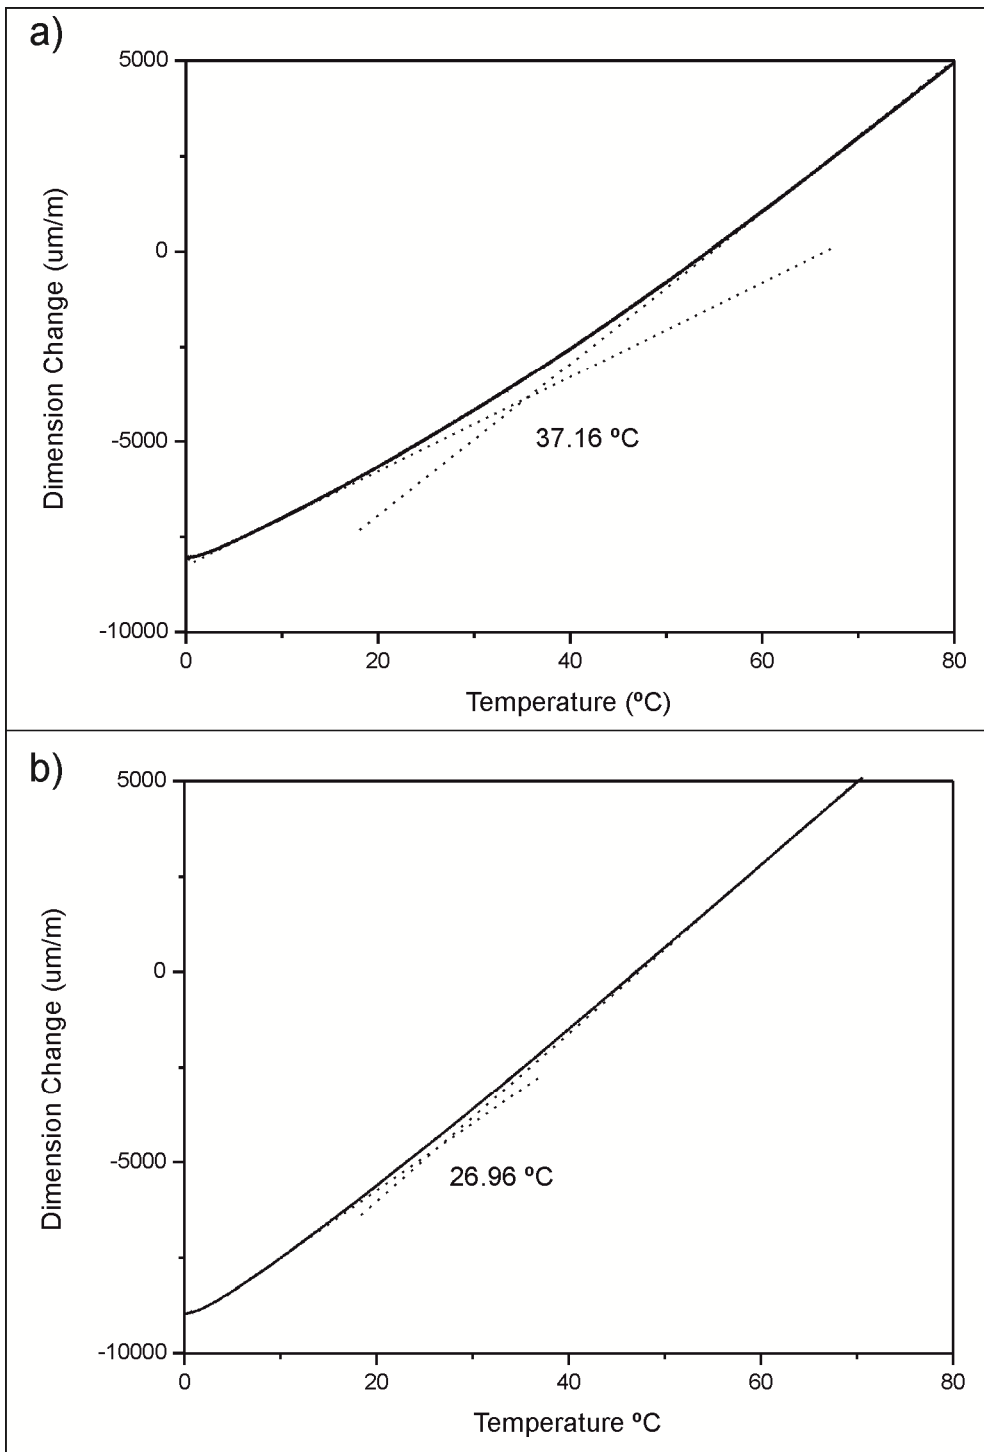 a)
5000
0
-5000
-10000
Dimension Change (um/m)
37.16 ºC
0 20 40 60 80
Temperature (ºC)
b)
5000
0
-5000
-10000
Dimension Change (um/m)
26.96 ºC
0 20 40 60 80
Temperature ºC